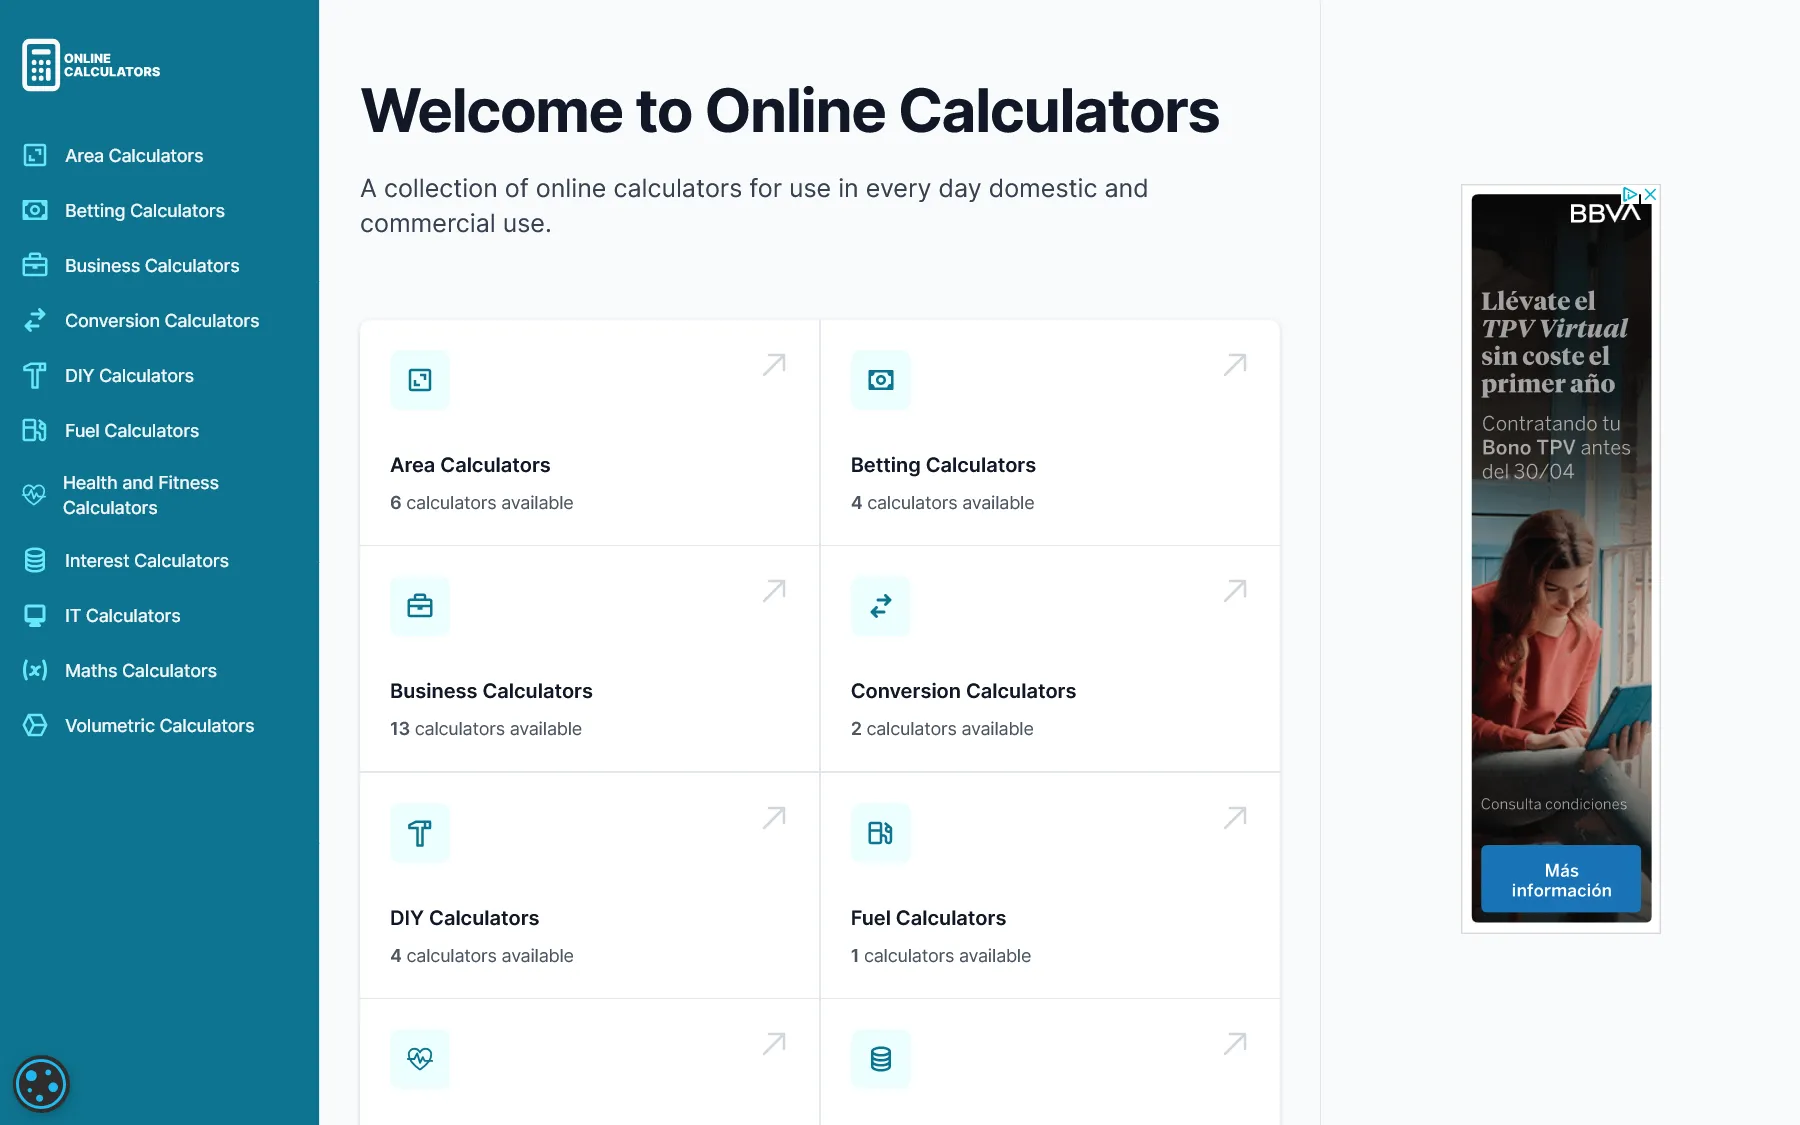 ONLINE
CALCULATORS
Area Calculators
Betting Calculators
Business Calculators
Conversion Calculators
DIY Calculators
Fuel Calculators
Health and Fitness
Calculators
Interest Calculators
IT Calculators
Maths Calculators
Volumetric Calculators
Welcome to Online Calculators
A collection of online calculators for use in every day domestic and
commercial use.
Area Calculators
6 calculators available
Betting Calculators
4 calculators available
Business Calculators
13 calculators available
Conversion Calculators
2 calculators available
DIY Calculators
4 calculators available
Fuel Calculators
1 calculators available
BBVA
Llévate el
TPV Virtual
sin coste el
primer año
Contratando tu
Bono TPV antes
del 30/04
Consulta condiciones
Más
información